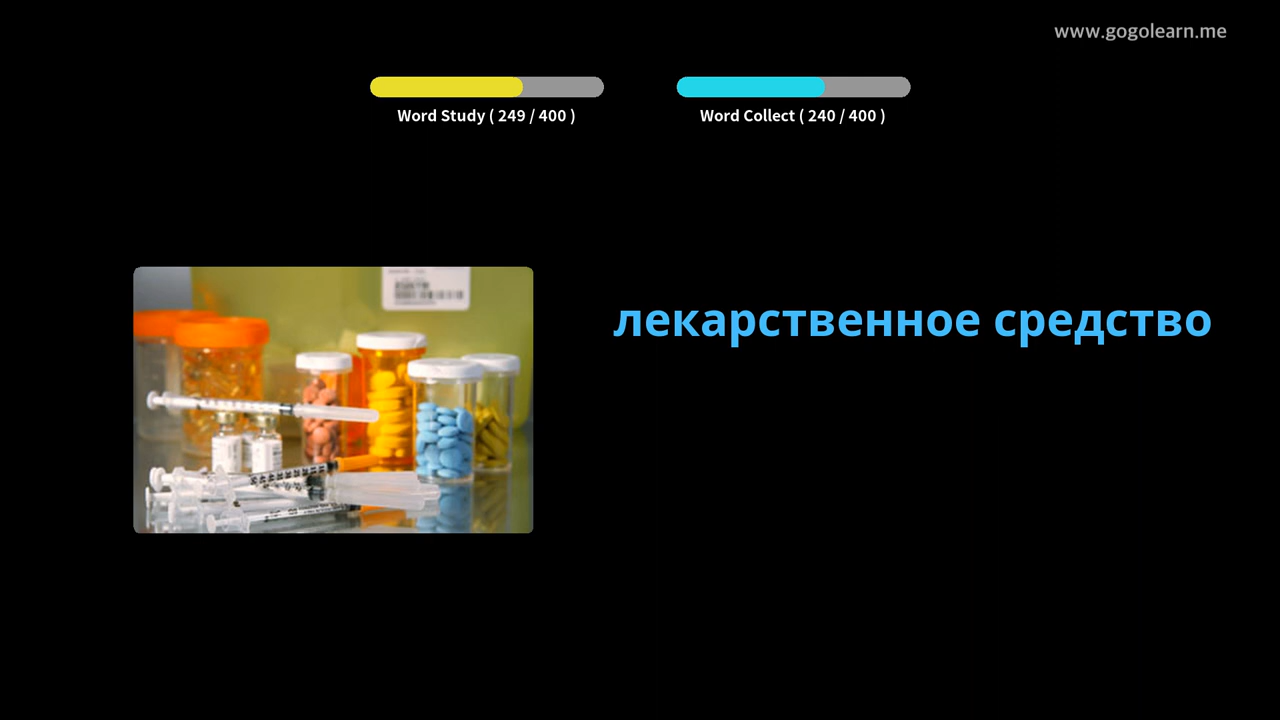 www.gogolearn.me
Word Study ( 249 / 400 )
Word Collect ( 240 / 400 )
лекарственное средство